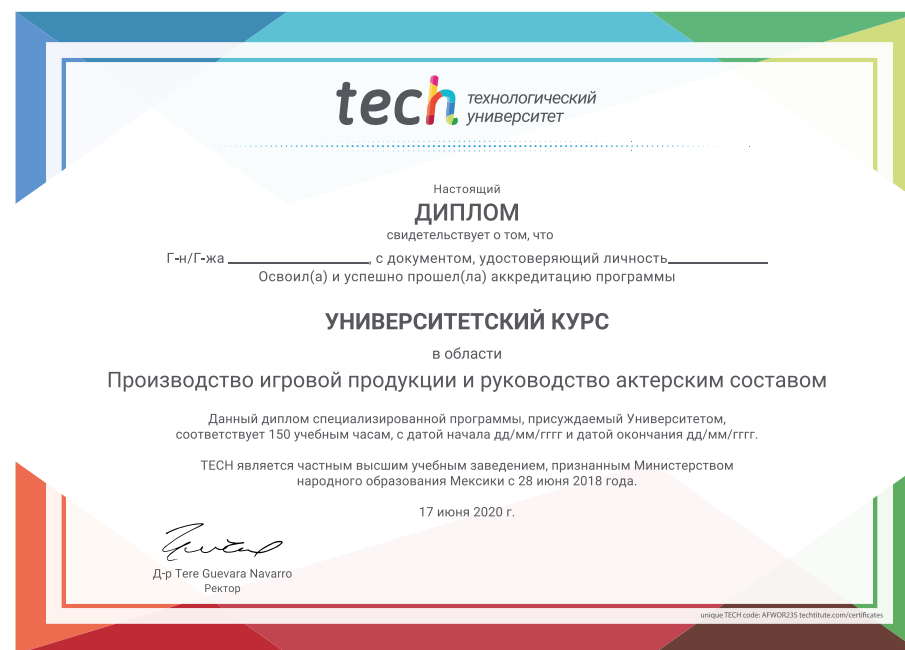 tech технологический
университет
Настоящий
ДИПЛОМ
свидетельствует о том, что
Г-н/Г-жа ____________, с документом, удостоверяющий личность____________
Освоил(а) и успешно прошел(ла) аккредитацию программы
УНИВЕРСИТЕТСКИЙ КУРС
в области
Производство игровой продукции и руководство актерским составом
Данный диплом специализированной программы, присуждаемый Университетом,
соответствует 150 учебным часам, с датой начала дд/мм/гггг и датой окончания дд/мм/гггг.
TECH является частным высшим учебным заведением, признанным Министерством
народного образования Мексики с 28 июня 2018 года.
17 июня 2020 г.
Д-р Tere Guevara Navarro
Ректор
unique TECH code: AFWOR23S techtitute.com/certificates